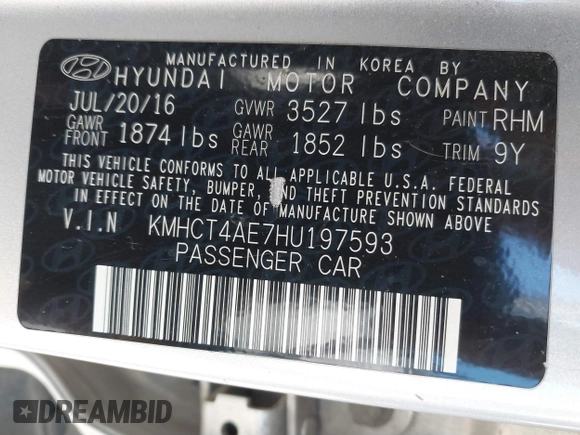 MANUFACTURED IN KOREA BY
HYUNDAI MOTOR COMPANY
JUL/20/16 GVWR 3527 lbs PAINT RHM
GAWR FRONT 1874 lbs GAWR REAR 1852 lbs TRIM 9Y
THIS VEHICLE CONFORMS TO ALL APPLICABLE U.S.A. FEDERAL
MOTOR VEHICLE SAFETY, BUMPER, AND THEFT PREVENTION STANDARDS
IN EFFECT ON THE DATE OF MANUFACTURE SHOWN ABOVE
V.I.N KMHCT4AE7HU197593
PASSENGER CAR
DREAMBID